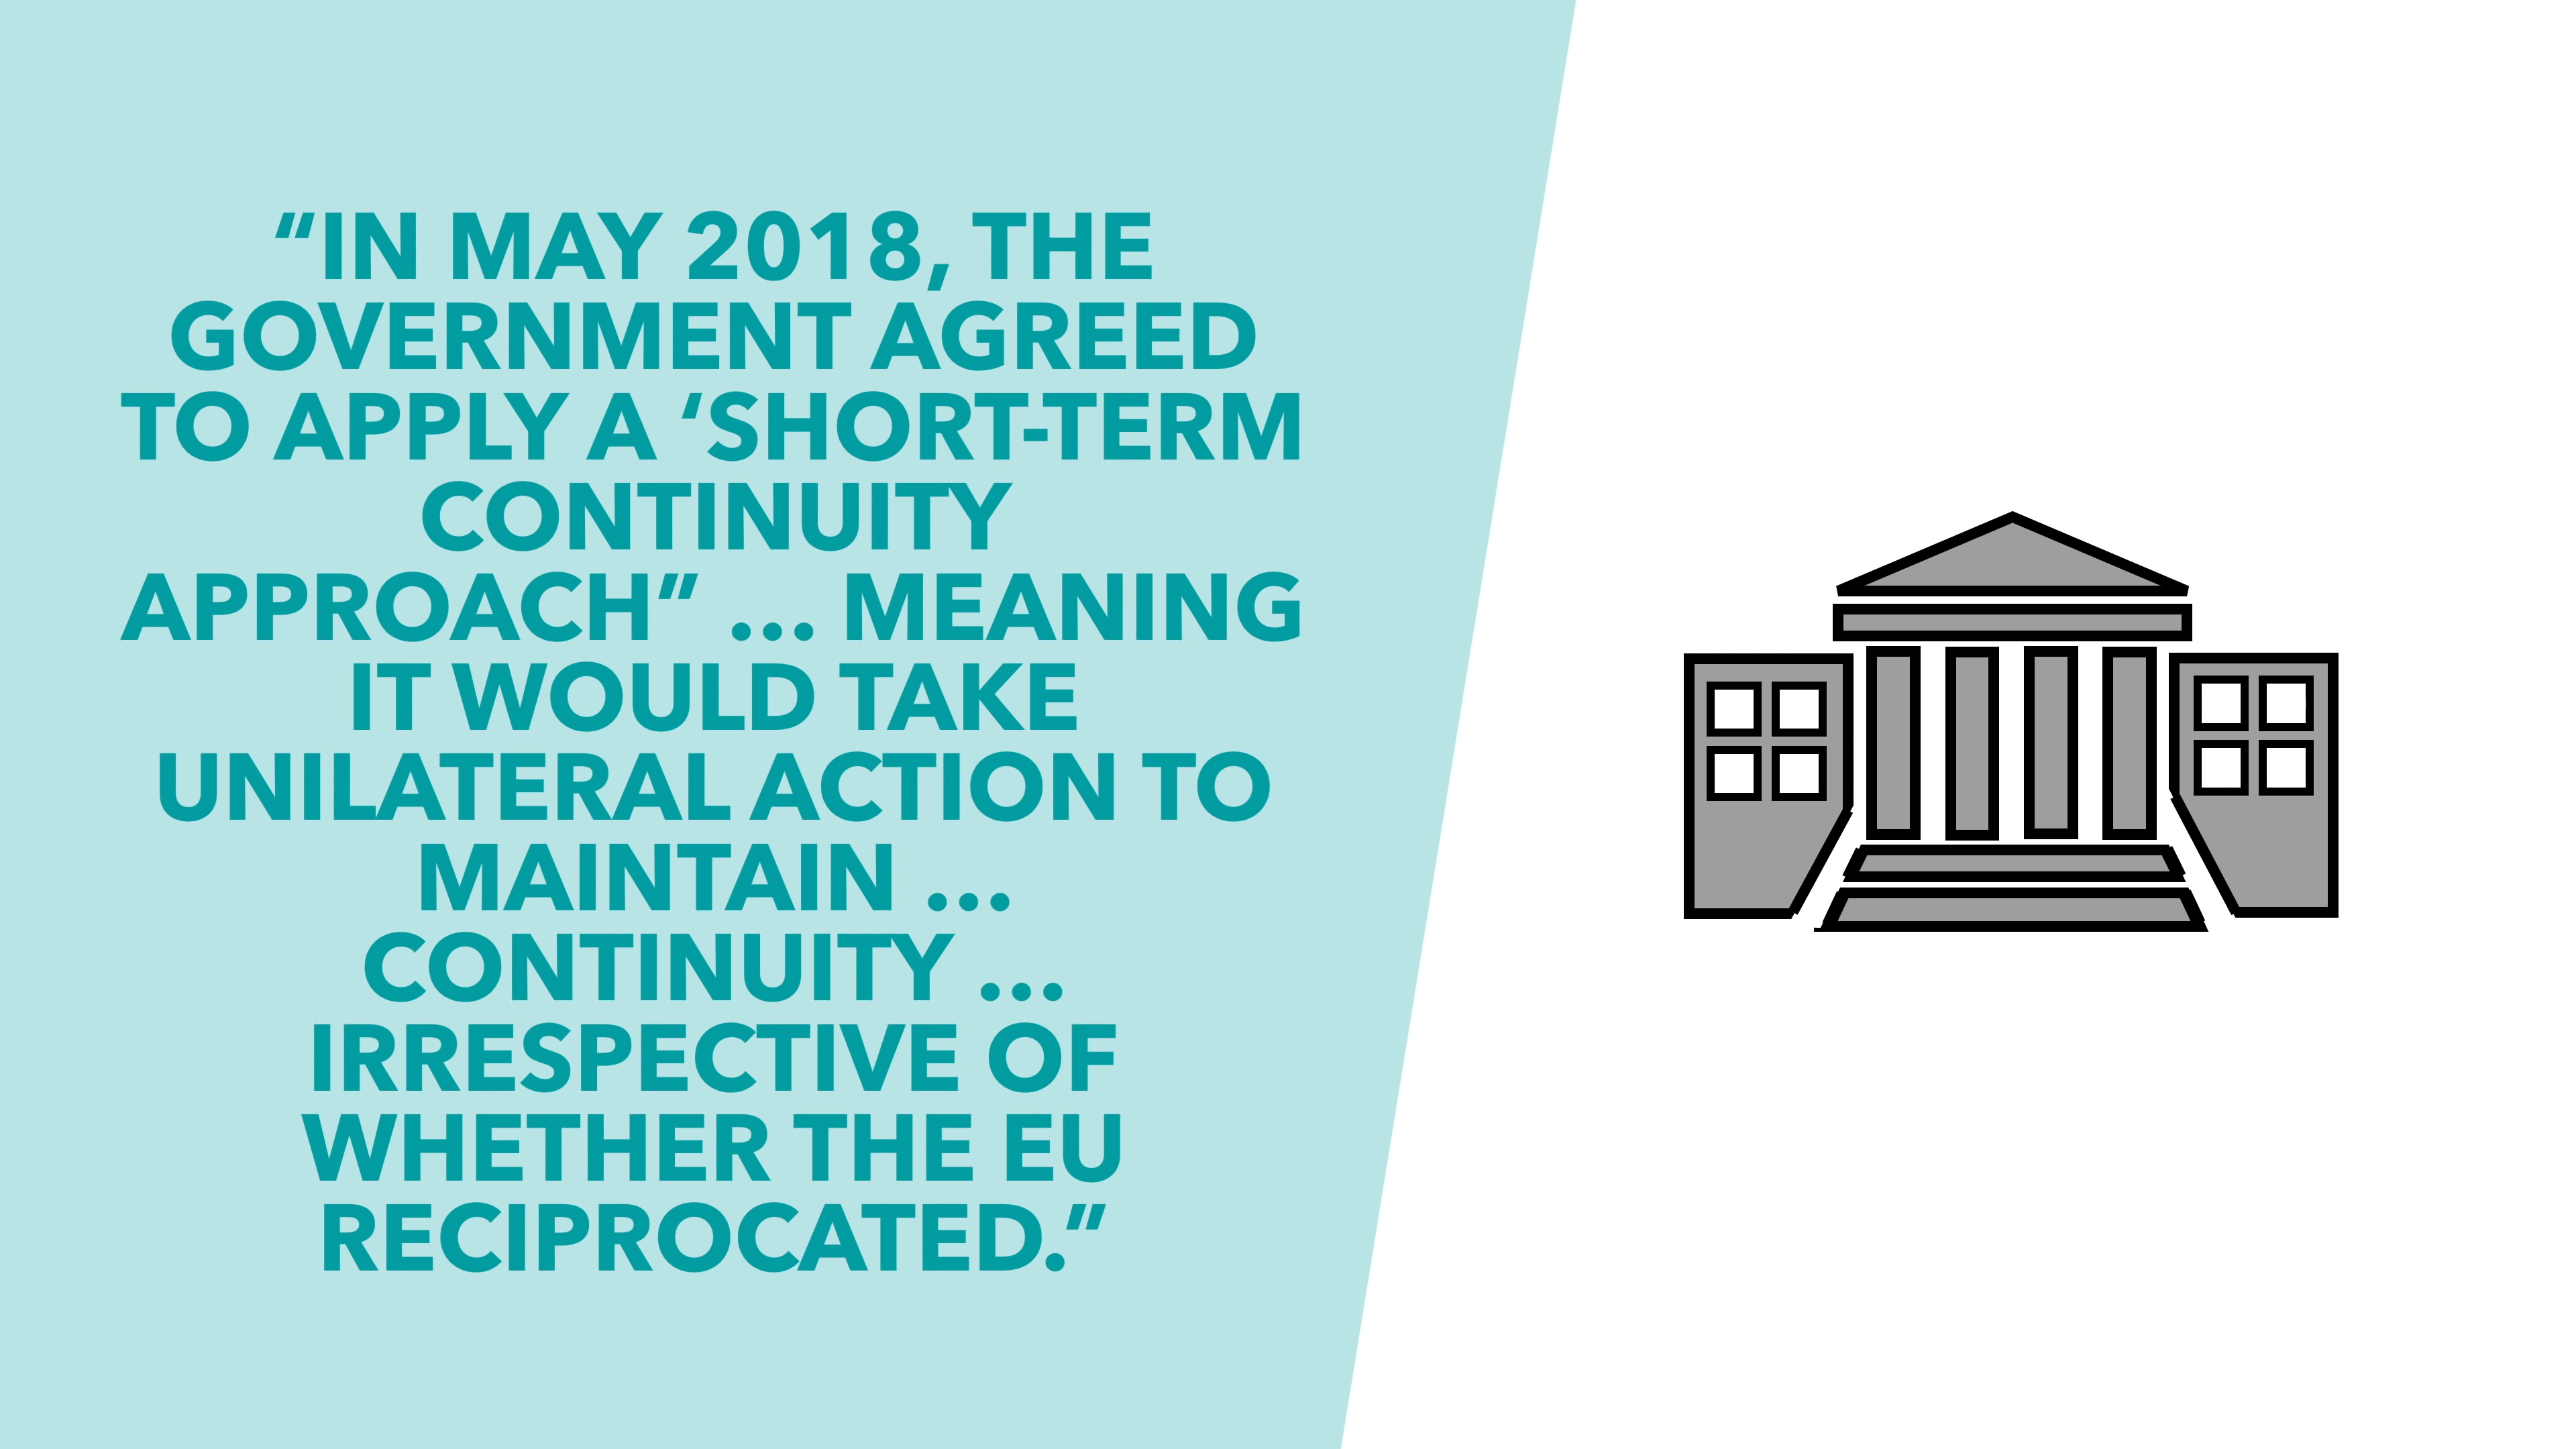 “IN MAY 2018, THE
GOVERNMENT AGREED
TO APPLY A ‘SHORT-TERM
CONTINUITY
APPROACH” … MEANING
IT WOULD TAKE
UNILATERAL ACTION TO
MAINTAIN …
CONTINUITY …
IRRESPECTIVE OF
WHETHER THE EU
RECIPROCATED.”